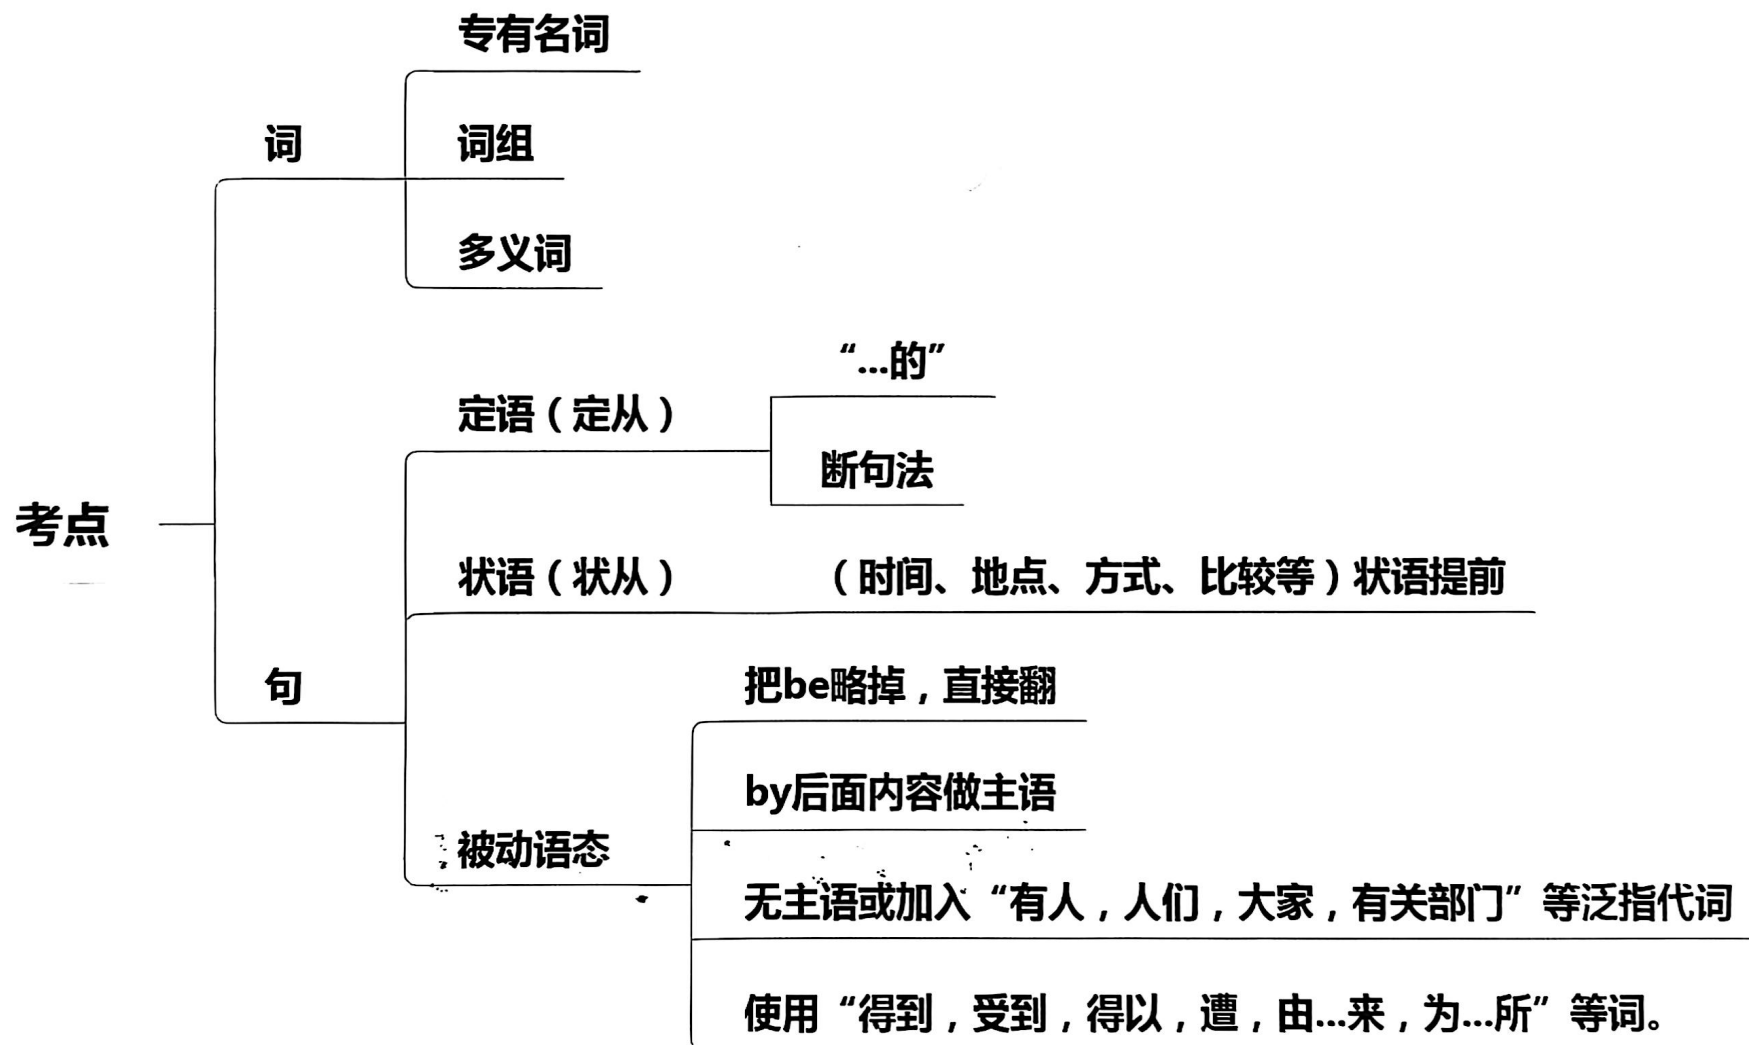 专有名词
词
词组
多义词
“...的”
定语（定从）
断句法
考点
状语（状从） （时间、地点、方式、比较等）状语提前
句
把be略掉，直接翻
by后面内容做主语
被动语态
无主语或加入“有人，人们，大家，有关部门”等泛指代词
使用“得到，受到，得以，遭，由...来，为...所”等词。